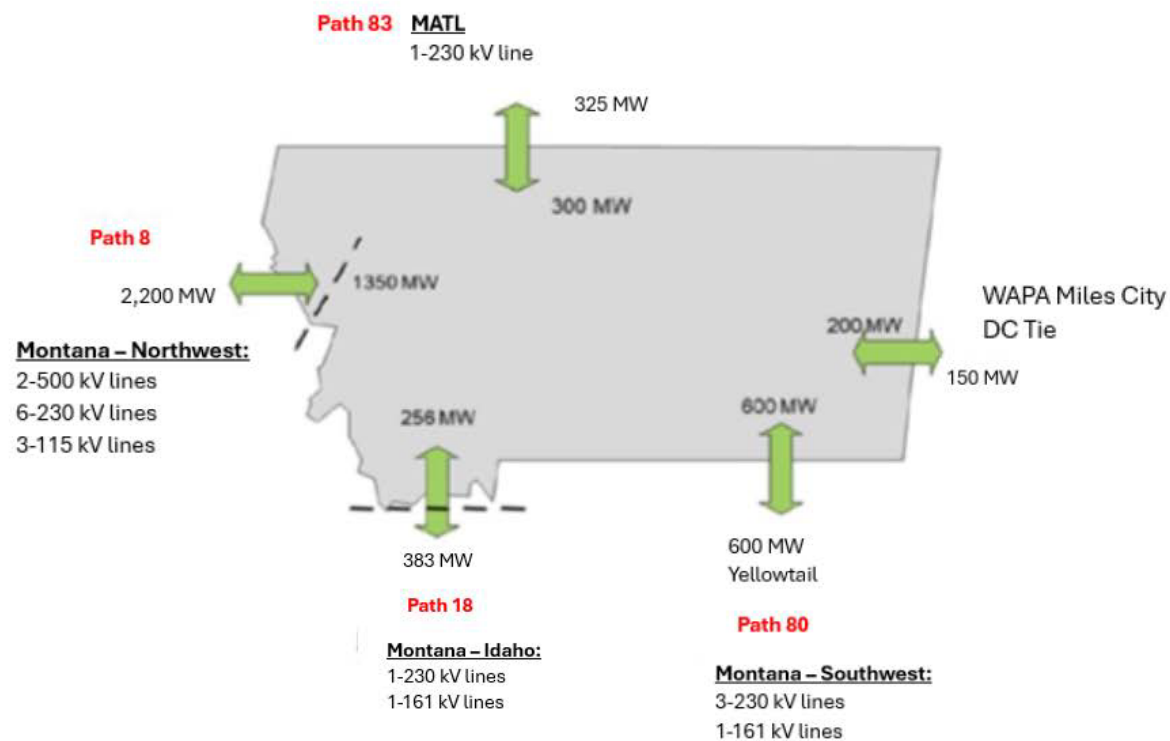 Path 83 MATL
1-230 kV line
325 MW
300 MW
Path 8
2,200 MW
1350 MW
Montana – Northwest:
2-500 kV lines
6-230 kV lines
3-115 kV lines
WAPA Miles City
DC Tie
200 MW
150 MW
256 MW
383 MW
Path 18
Montana – Idaho:
1-230 kV lines
1-161 kV lines
600 MW
600 MW
Yellowtail
Path 80
Montana – Southwest:
3-230 kV lines
1-161 kV lines